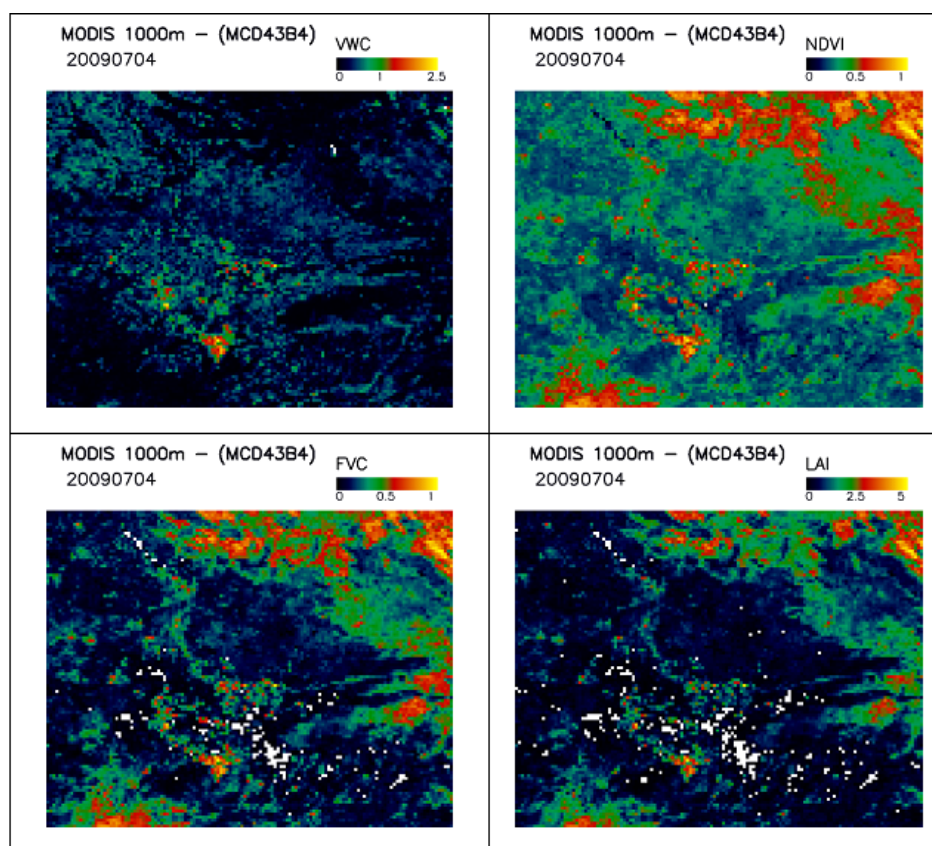 MODIS 1000m - (MCD43B4)
20090704
VWC
0 1 2.5
MODIS 1000m - (MCD43B4)
20090704
NDVI
0 0.5 1
MODIS 1000m - (MCD43B4)
20090704
FVC
0 0.5 1
MODIS 1000m - (MCD43B4)
20090704
LAI
0 2.5 5